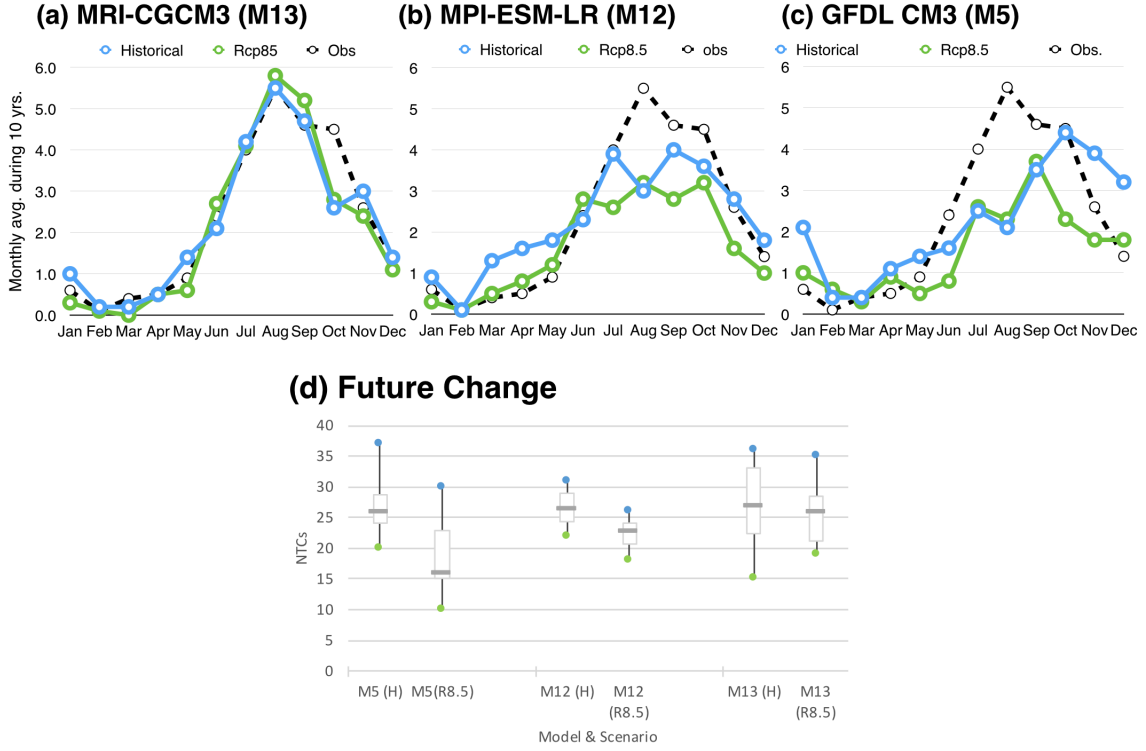 (a) MRI-CGCM3 (M13)
(b) MPI-ESM-LR (M12)
(c) GFDL CM3 (M5)
Historical Rcp85 Obs
Historical Rcp8.5 obs
Historical Rcp8.5 Obs.
Monthly avg. during 10 yrs.
6.0
5.0
4.0
3.0
2.0
1.0
0.0
Jan Feb Mar Apr May Jun Jul Aug Sep Oct Nov Dec
6
5
4
3
2
1
0
Jan Feb Mar Apr May Jun Jul Aug Sep Oct Nov Dec
6
5
4
3
2
1
0
Jan Feb Mar Apr May Jun Jul Aug Sep Oct Nov Dec
(d) Future Change
NTCs
40
35
30
25
20
15
10
5
0
M5 (H) M5(R8.5) M12 (H) M12 M13 (H) M13
(R8.5) (R8.5)
Model & Scenario